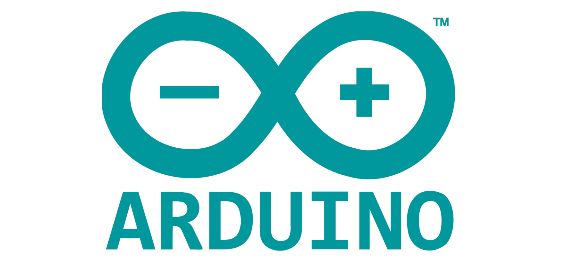 ™
− +
ARDUINO